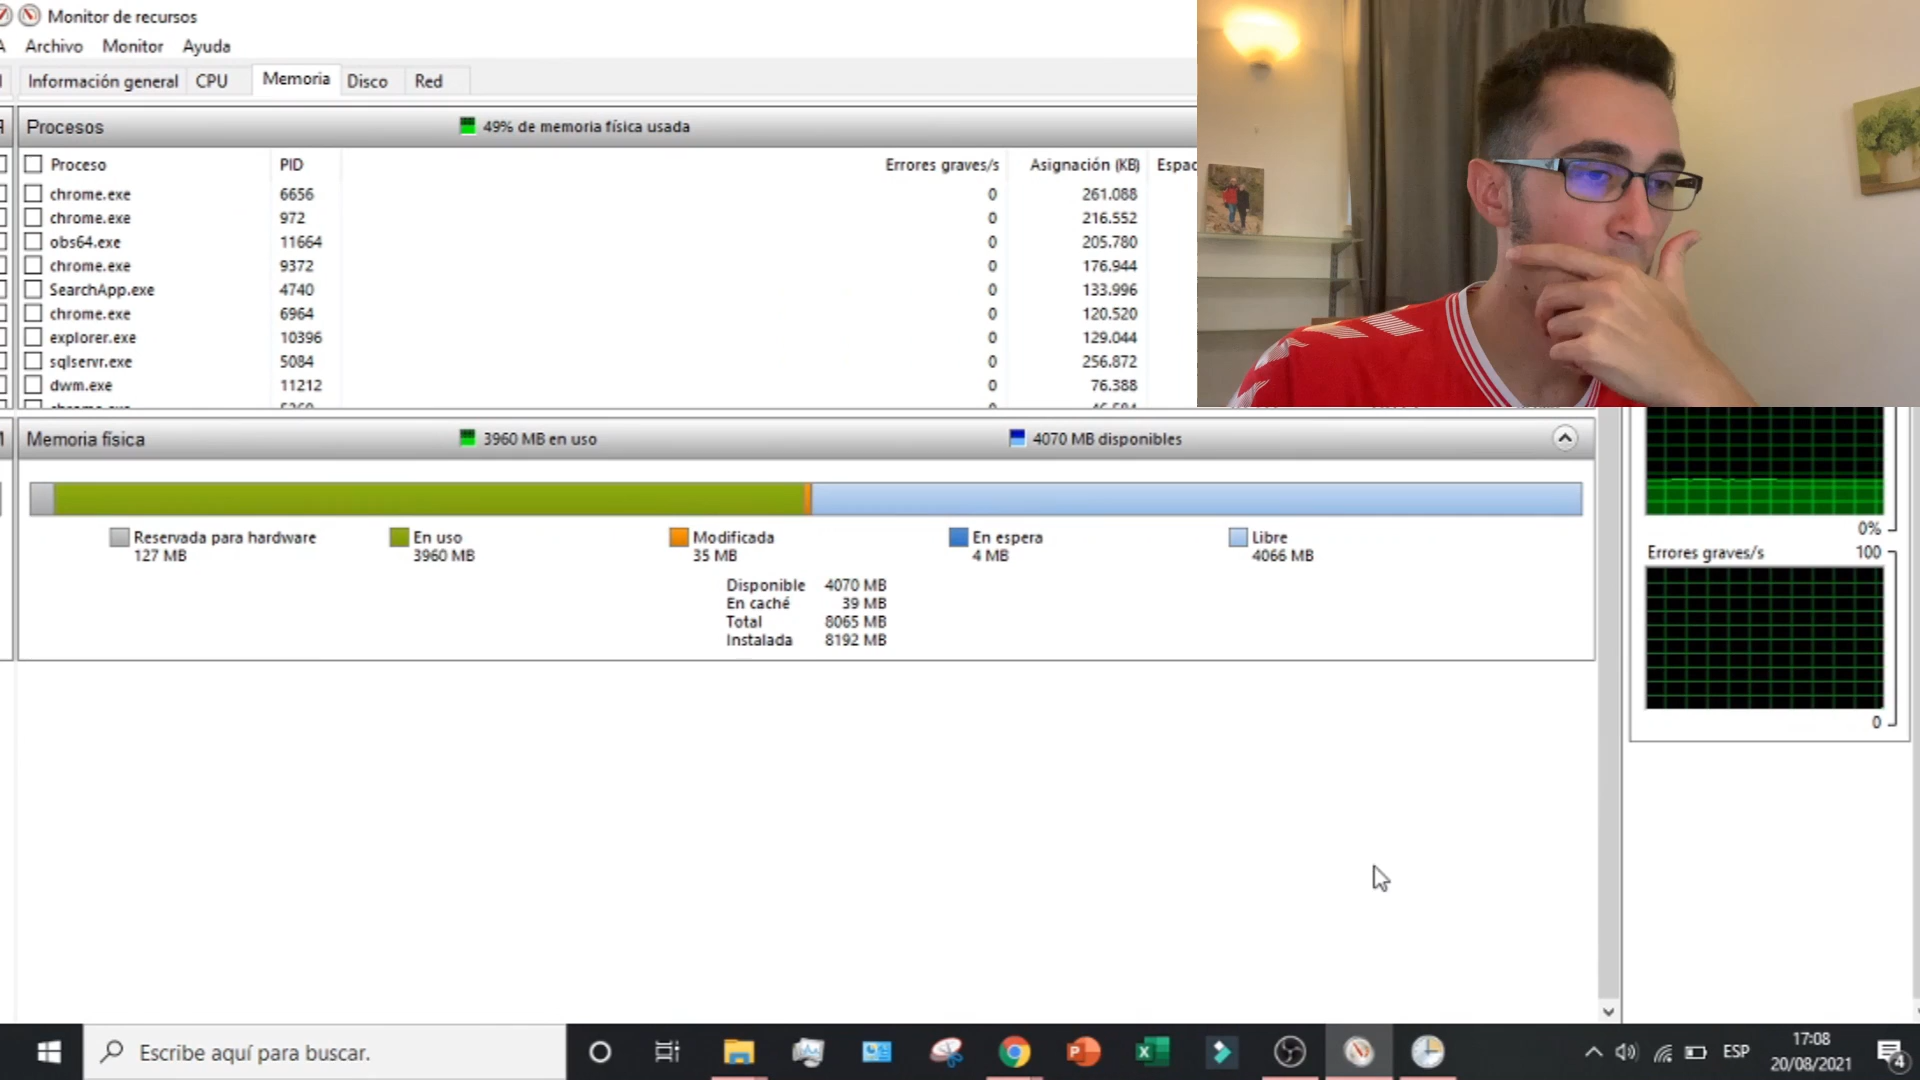 Monitor de recursos
Archivo Monitor Ayuda
Información general CPU Memoria Disco Red
Procesos 49% de memoria física usada
Proceso PID Errores graves/s Asignación (KB) Espac
chrome.exe 6656 0 261.088
chrome.exe 972 0 216.552
obs64.exe 11664 0 205.780
chrome.exe 9372 0 176.944
SearchApp.exe 4740 0 133.996
chrome.exe 6964 0 120.520
explorer.exe 10396 0 129.044
sqlservr.exe 5084 0 256.872
dwm.exe 11212 0 76.388
Memoria física 3960 MB en uso 4070 MB disponibles
Reservada para hardware En uso Modificada En espera Libre
127 MB 3960 MB 35 MB 4 MB 4066 MB
Disponible 4070 MB
En caché 39 MB
Total 8065 MB
Instalada 8192 MB
0%
Errores graves/s 100
0
Escribe aquí para buscar.
ESP
17:08
20/08/2021
4